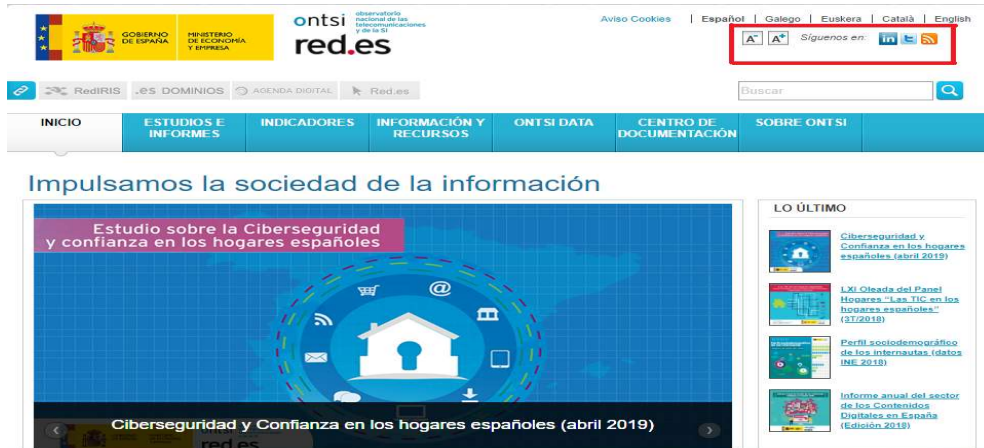 GOBIERNO DE ESPAÑA
MINISTERIO DE ECONOMÍA Y EMPRESA
ontsi
observatorio
nacional de las
telecomunicaciones
y de la SI
red.es
Aviso Cookies | Español | Galego | Euskera | Català | English
A- A+ Síguenos en: in t
RedIRIS .es DOMINIOS AGENDA DIGITAL Red.es
Buscar
INICIO
ESTUDIOS E
INFORMES
INDICADORES
INFORMACIÓN Y
RECURSOS
ONTSI DATA
CENTRO DE
DOCUMENTACIÓN
SOBRE ONTSI
Impulsamos la sociedad de la información
Estudio sobre la Ciberseguridad
y confianza en los hogares españoles
@
Ciberseguridad y Confianza en los hogares españoles (abril 2019)
red.es
LO ÚLTIMO
Ciberseguridad y
Confianza en los hogares
españoles (abril 2019)
LXI Oleada del Panel
Hogares "Las TIC en los
hogares españoles"
(3T/2018)
Perfil sociodemográfico
de los internautas (datos
INE 2018)
Informe anual del sector
de los Contenidos
Digitales en España
(Edición 2018)